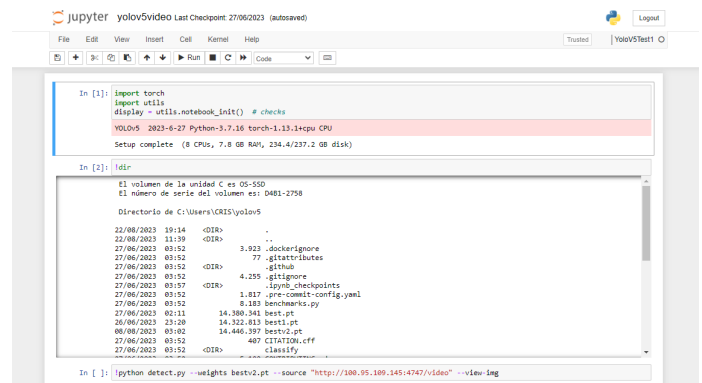 jupyter yolov5video Last Checkpoint: 27/06/2023 (autosaved)
Logout
File Edit View Insert Cell Kernel Help
Trusted YoloV5Test1
Run Code
In [1]: import torch
import utils
display = utils.notebook_init() # checks
YOLOv5 2023-6-27 Python-3.7.16 torch-1.13.1+cpu CPU
Setup complete (8 CPUs, 7.8 GB RAM, 234.4/237.2 GB disk)
In [2]: !dir
El volumen de la unidad C es OS-SSD
El número de serie del volumen es: D4B1-2758
Directorio de C:\Users\CRIS\yolov5
22/08/2023 19:14 <DIR> .
22/08/2023 11:39 <DIR> ..
27/06/2023 03:52 3.923 .dockerignore
27/06/2023 03:52 77 .gitattributes
27/06/2023 03:52 <DIR> .github
27/06/2023 03:52 4.255 .gitignore
27/06/2023 03:57 <DIR> .ipynb_checkpoints
27/06/2023 03:52 1.817 .pre-commit-config.yaml
27/06/2023 03:52 8.183 benchmarks.py
27/06/2023 02:11 14.380.341 best.pt
26/06/2023 23:20 14.322.813 best1.pt
08/08/2023 03:02 14.446.397 bestv2.pt
27/06/2023 03:52 407 CITATION.cff
27/06/2023 03:52 <DIR> classify
In [ ]: !python detect.py --weights bestv2.pt --source "http://100.95.109.145:4747/video" --view-img